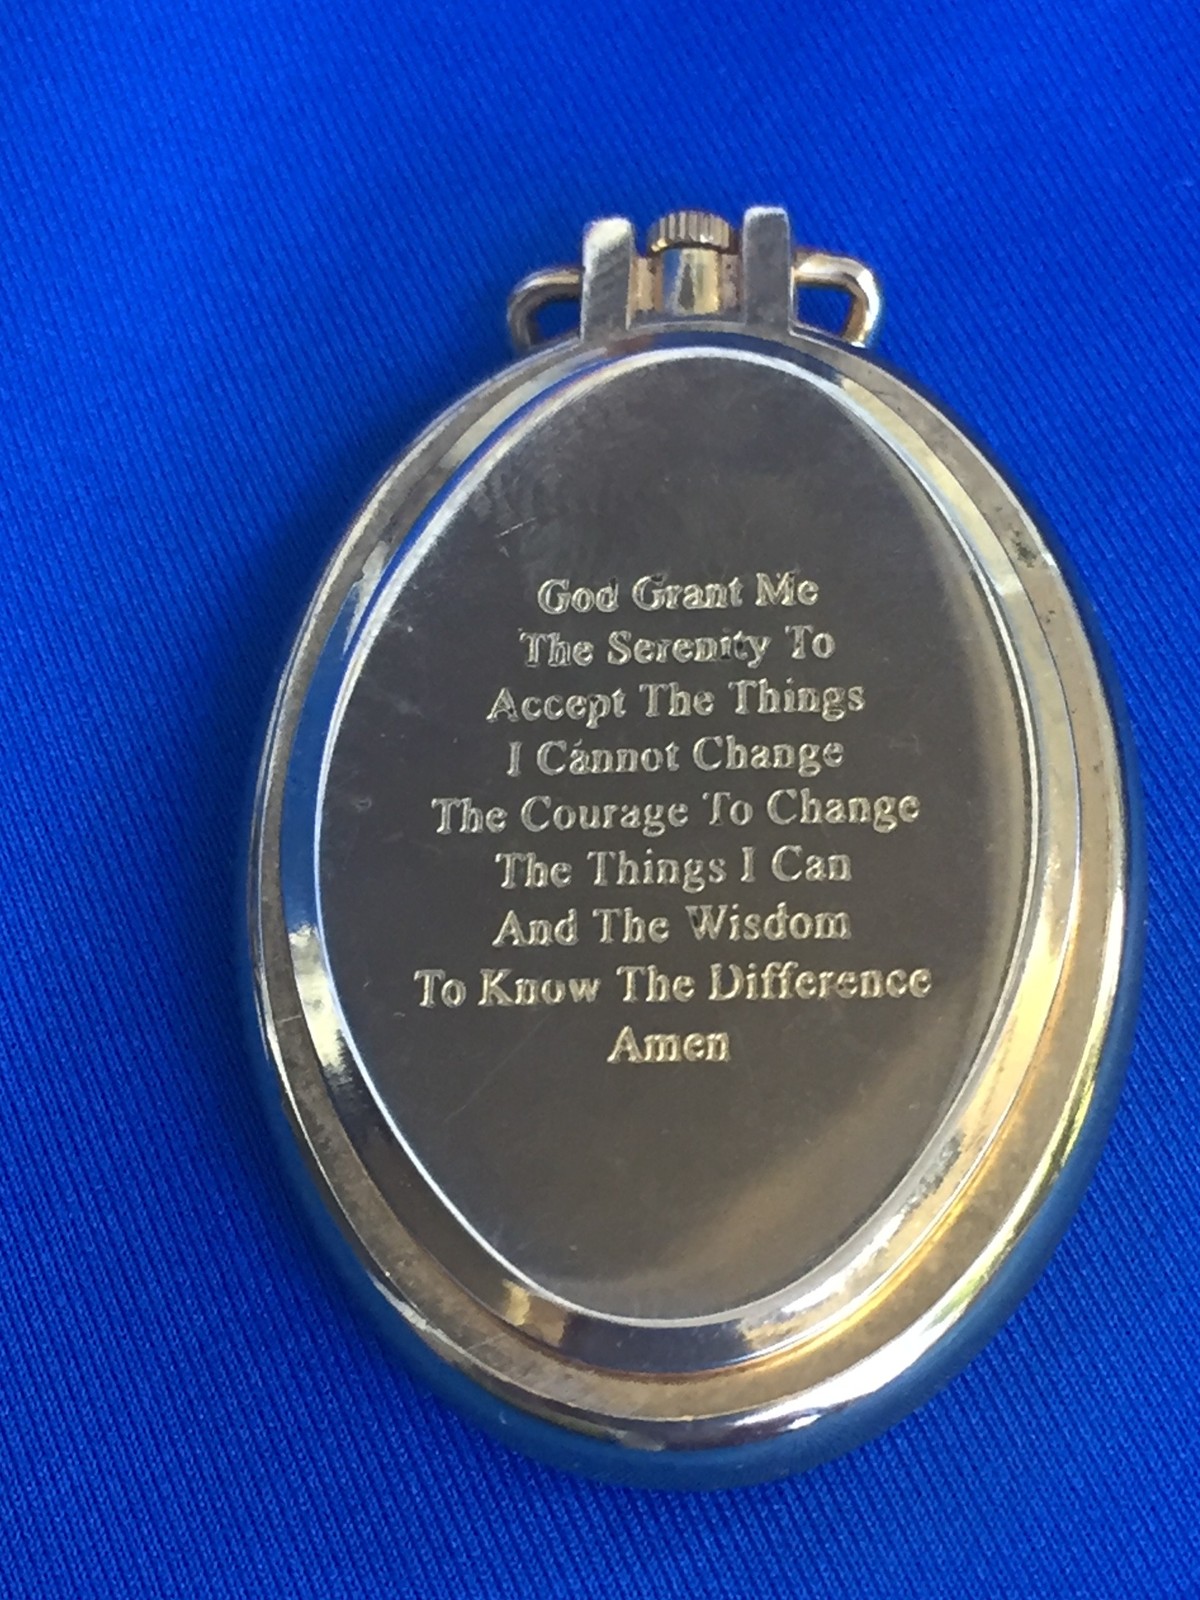 God Grant Me
The Serenity To
Accept The Things
I Cannot Change
The Courage To Change
The Things I Can
And The Wisdom
To Know The Difference
Amen